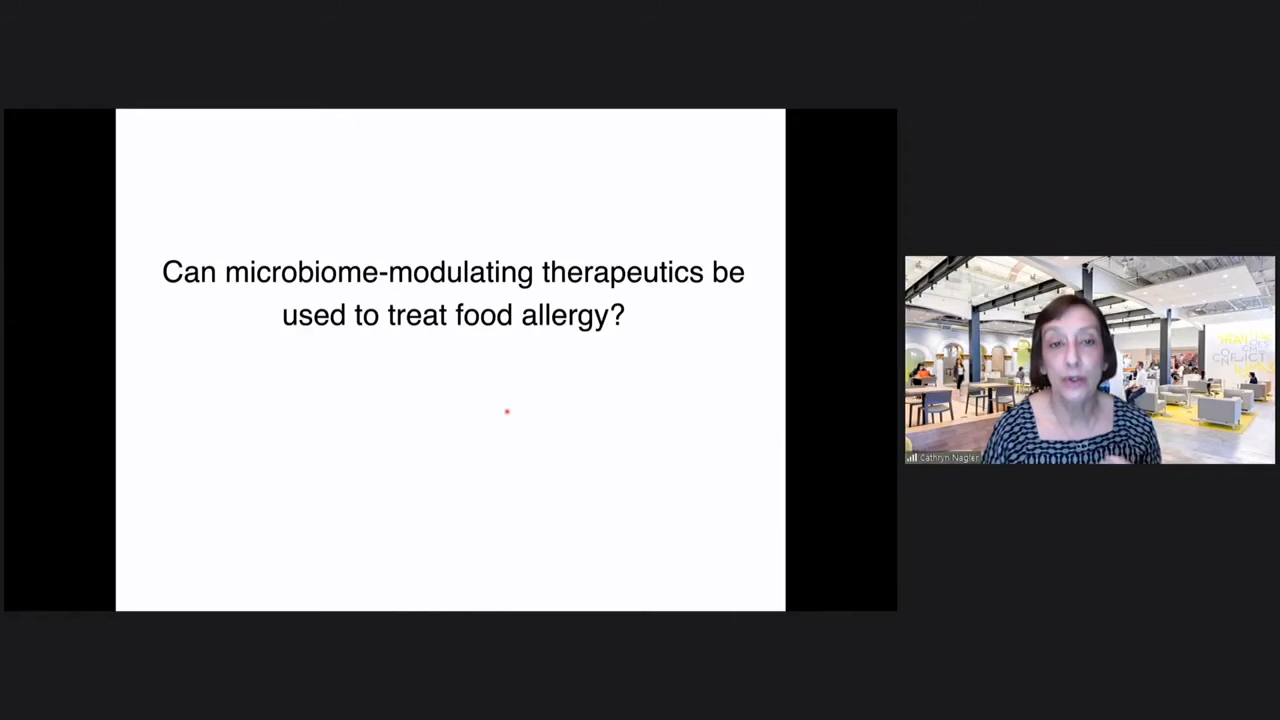 Can microbiome-modulating therapeutics be
used to treat food allergy?
Cathryn Nagler